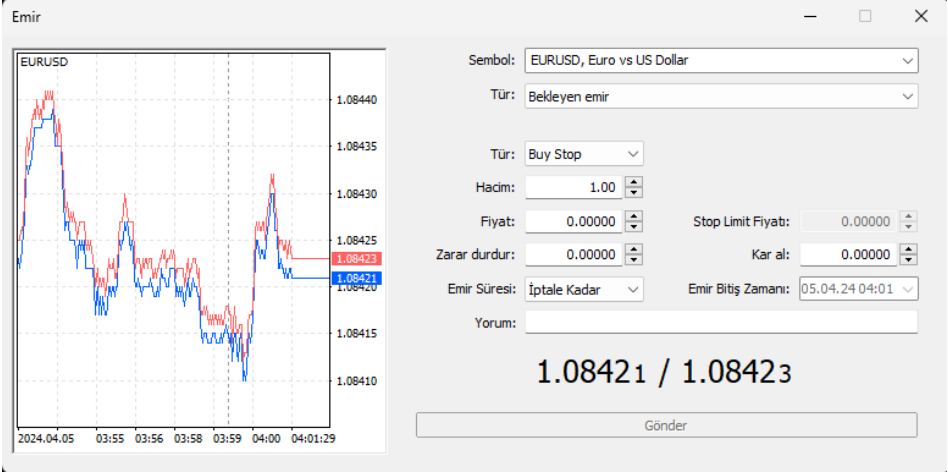 Emir
EURUSD
1.08440
1.08435
1.08430
1.08425
1.08423
1.08421
1.08420
1.08415
1.08410
2024.04.05 03:55 03:56 03:58 03:59 04:00 04:01:29
Sembol: EURUSD, Euro vs US Dollar
Tür: Bekleyen emir
Tür: Buy Stop
Hacim: 1.00
Fiyat: 0.00000 Stop Limit Fiyatı: 0.00000
Zarar durdur: 0.00000 Kar al: 0.00000
Emir Süresi: İptale Kadar Emir Bitiş Zamanı: 05.04.24 04:01
Yorum:
1.08421 / 1.08423
Gönder